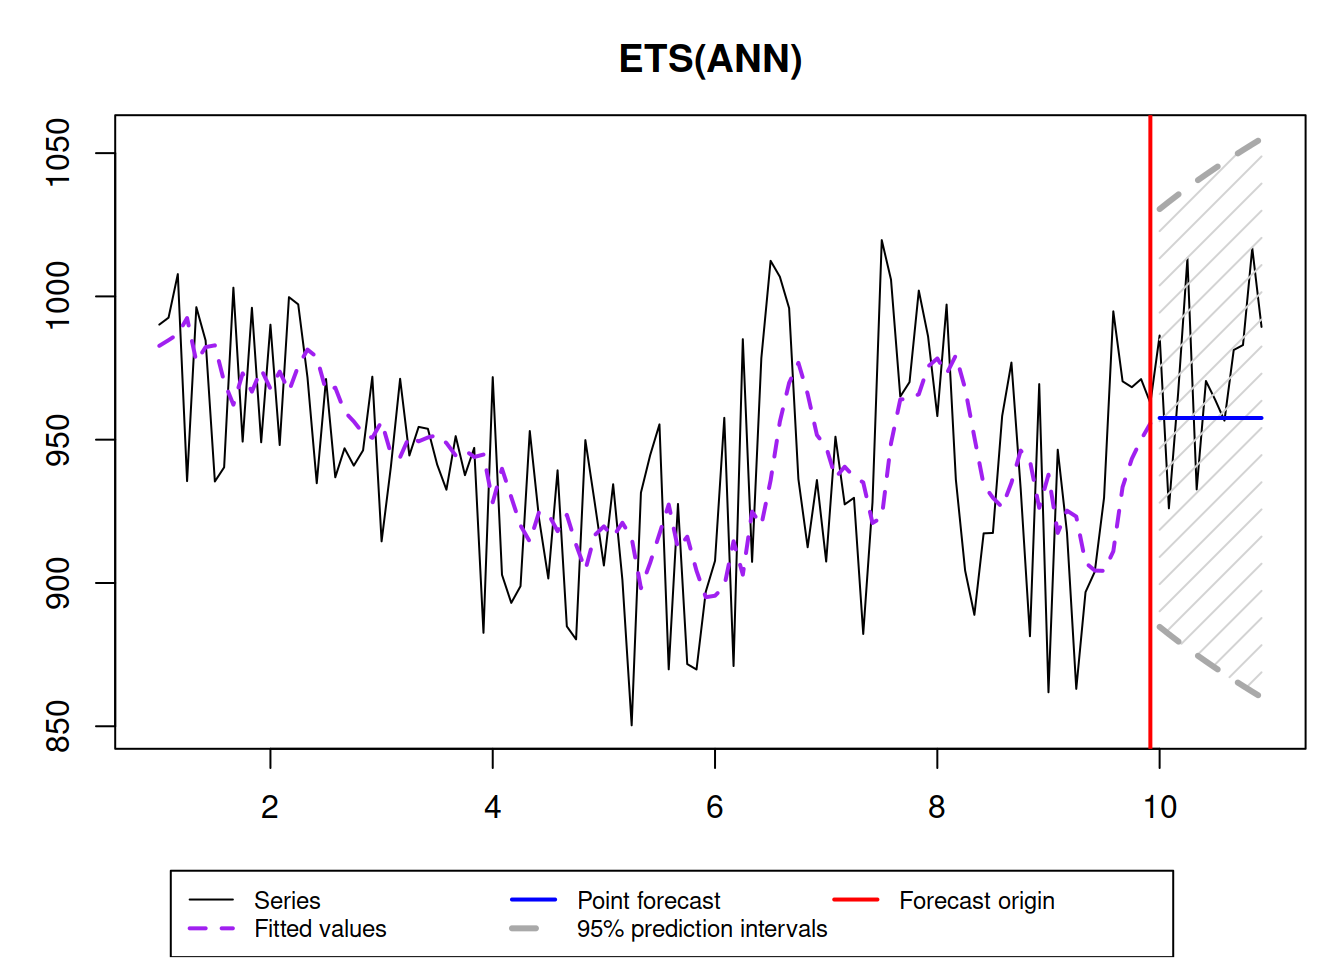 ETS(ANN)
1050
1000
950
900
850
2 4 6 8 10
Series Point forecast Forecast origin
Fitted values 95% prediction intervals